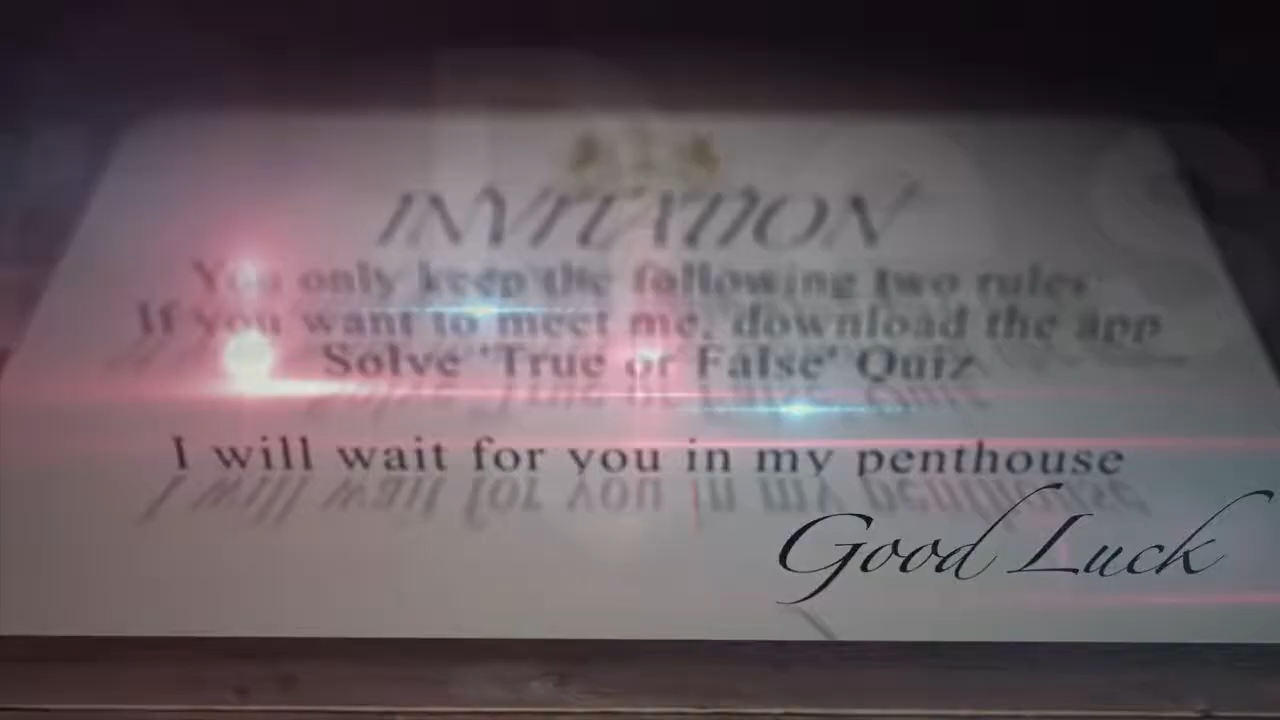 INVITATION
You only keep the following two rules
If you want to meet me, download the app
Solve 'True or False' Quiz
I will wait for you in my penthouse
Good Luck